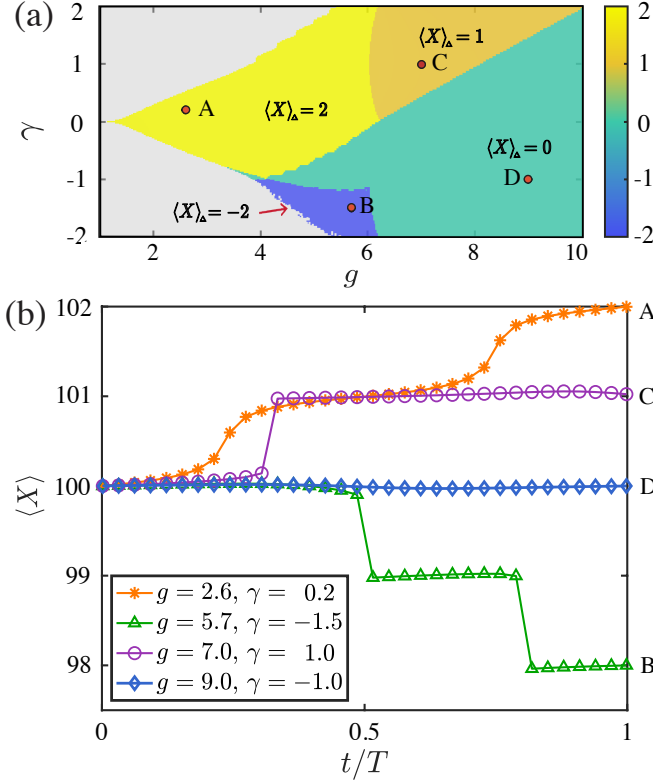 (a)
2
1
0
-1
-2
γ
⟨X⟩△ = 1
C
A
⟨X⟩△ = 2
⟨X⟩△ = 0
D
⟨X⟩△ = −2
B
2
4
6
8
10
g
2
1
0
-1
-2
(b)
102
101
100
99
98
⟨X⟩
A
C
D
B
g = 2.6, γ = 0.2
g = 5.7, γ = −1.5
g = 7.0, γ = 1.0
g = 9.0, γ = −1.0
0
0.5
1
t/T